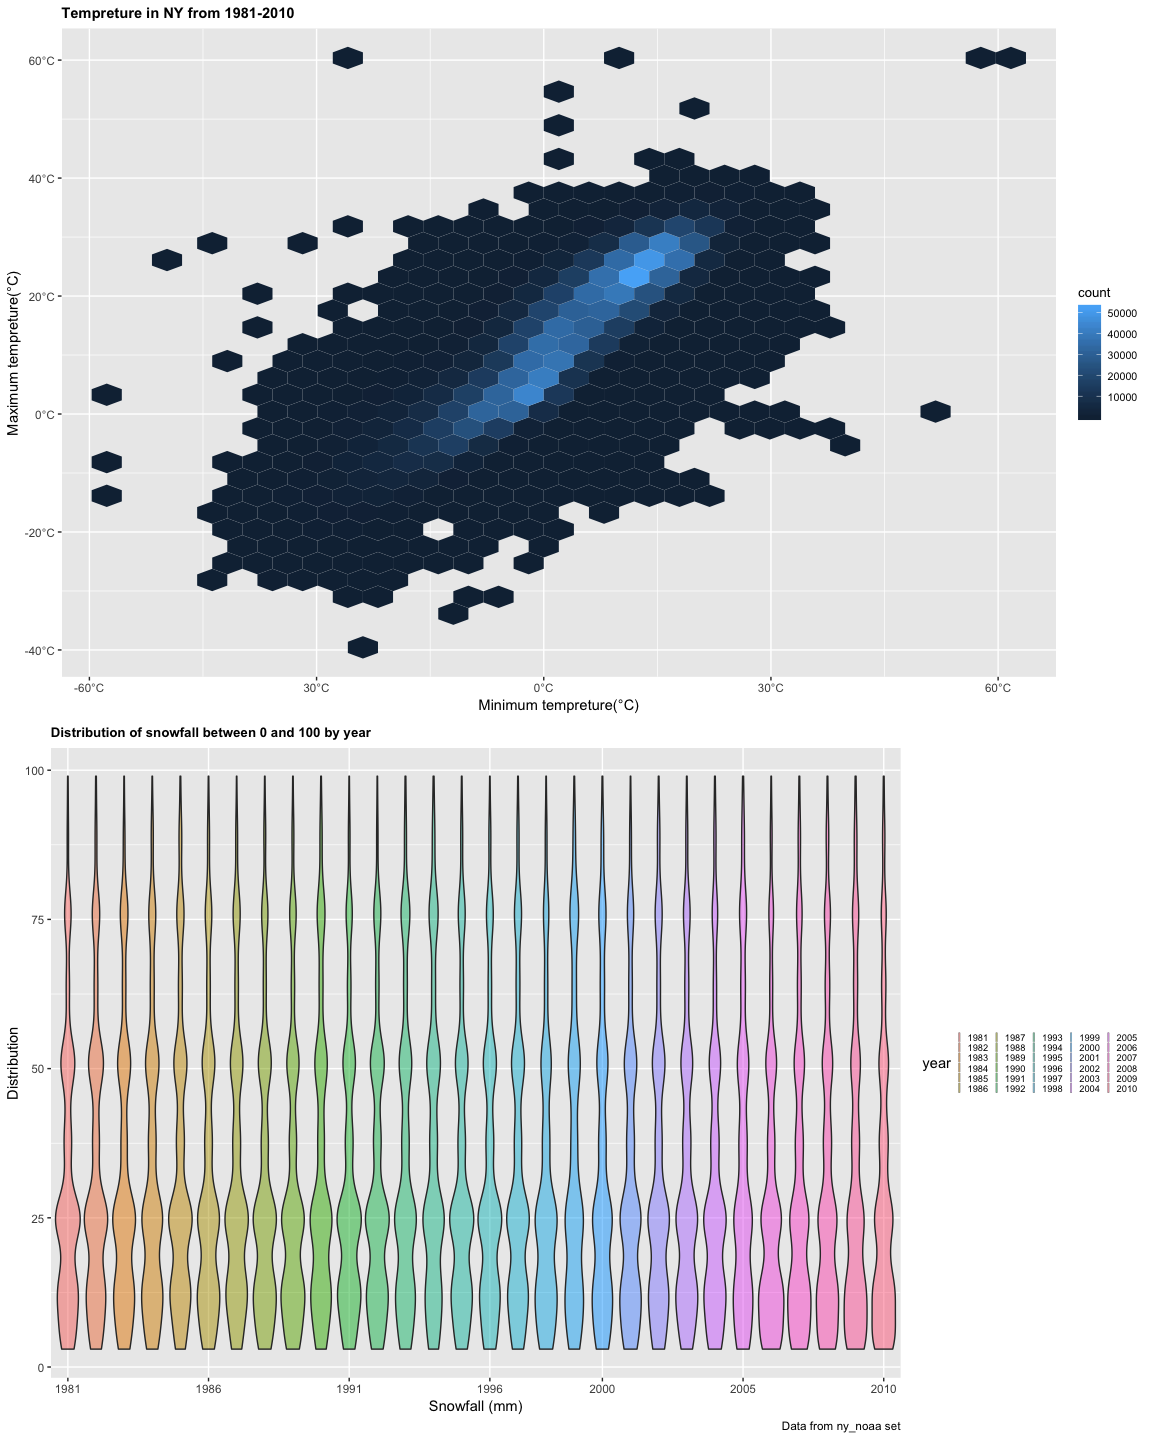 Tempreture in NY from 1981-2010
60°C
40°C
20°C
0°C
-20°C
-40°C
Maximum tempreture(°C)
-60°C 30°C 0°C 30°C 60°C
Minimum tempreture(°C)
count
50000
40000
30000
20000
10000
Distribution of snowfall between 0 and 100 by year
100
75
50
25
0
Distribution
1981 1986 1991 1996 2000 2005 2010
Snowfall (mm)
year
1981 1987 1993 1999 2005
1982 1988 1994 2000 2006
1983 1989 1995 2001 2007
1984 1990 1996 2002 2008
1985 1991 1997 2003 2009
1986 1992 1998 2004 2010
Data from ny_noaa set